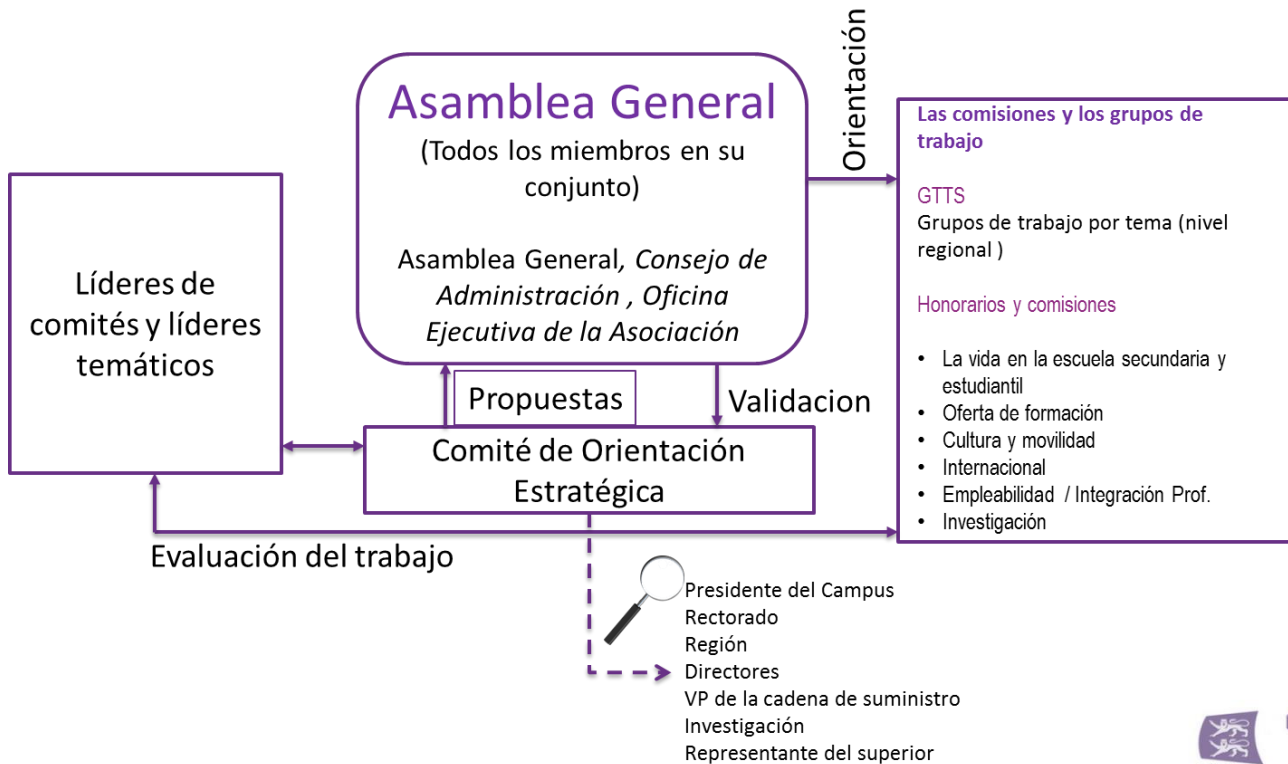 Asamblea General
(Todos los miembros en su
conjunto)
Asamblea General, Consejo de
Administración , Oficina
Ejecutiva de la Asociación
Orientación
Las comisiones y los grupos de
trabajo
GTTS
Grupos de trabajo por tema (nivel
regional )
Honorarios y comisiones
• La vida en la escuela secundaria y
estudiantil
• Oferta de formación
• Cultura y movilidad
• Internacional
• Empleabilidad / Integración Prof.
• Investigación
Líderes de
comités y líderes
temáticos
Propuestas
Validacion
Comité de Orientación
Estratégica
Evaluación del trabajo
Presidente del Campus
Rectorado
Región
Directores
VP de la cadena de suministro
Investigación
Representante del superior